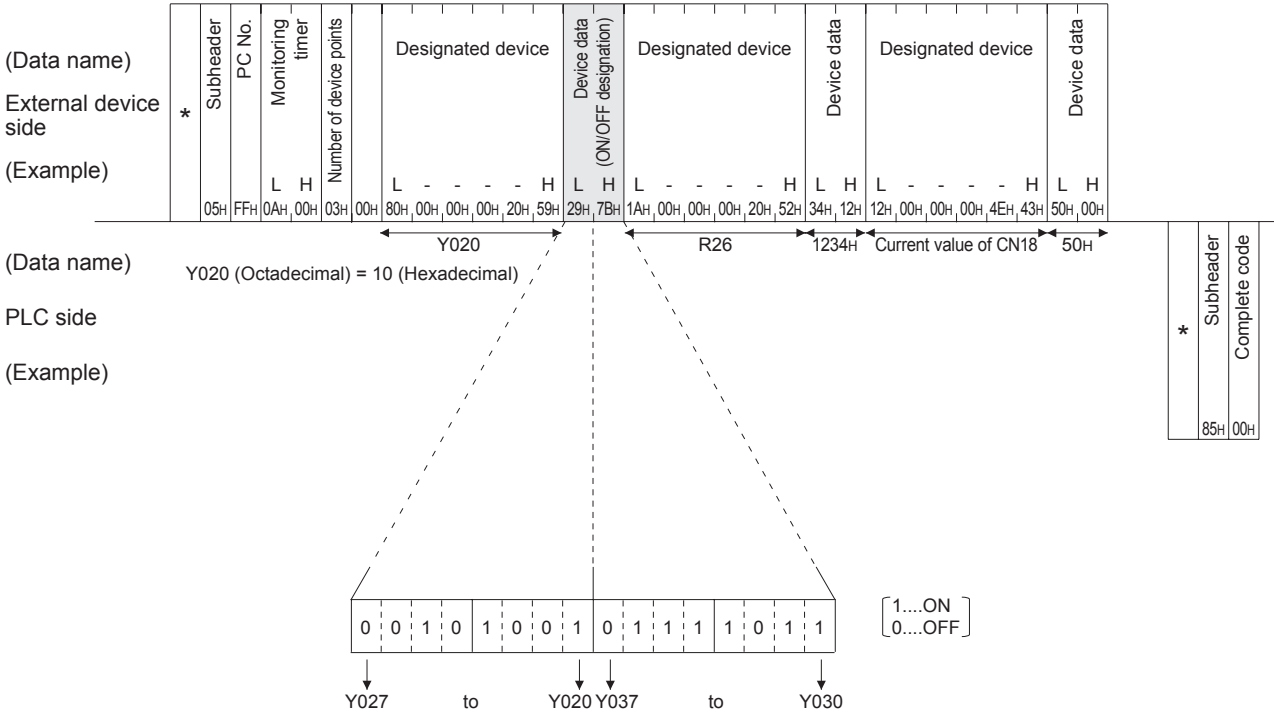 (Data name)
External device
side
(Example)
*
Subheader
PC No.
Monitoring
timer
Number of device points
Designated device
Device data
(ON/OFF designation)
Designated device
Device data
Designated device
Device data
L H L - - - - H L H L - - - - H L H L - - - - H L H
05H FFH 0AH 00H 03H 00H 80H 00H 00H 00H 20H 59H 29H 7BH 1AH 00H 00H 00H 20H 52H 34H 12H 12H 00H 00H 00H 4EH 43H 50H 00H
Y020 R26 1234H Current value of CN18 50H
(Data name)
PLC side
(Example)
Y020 (Octadecimal) = 10 (Hexadecimal)
*
Subheader
Complete code
85H 00H
0 0 1 0 1 0 0 1 0 1 1 1 1 0 1 1
1....ON
0....OFF
Y027 to Y020 Y037 to Y030